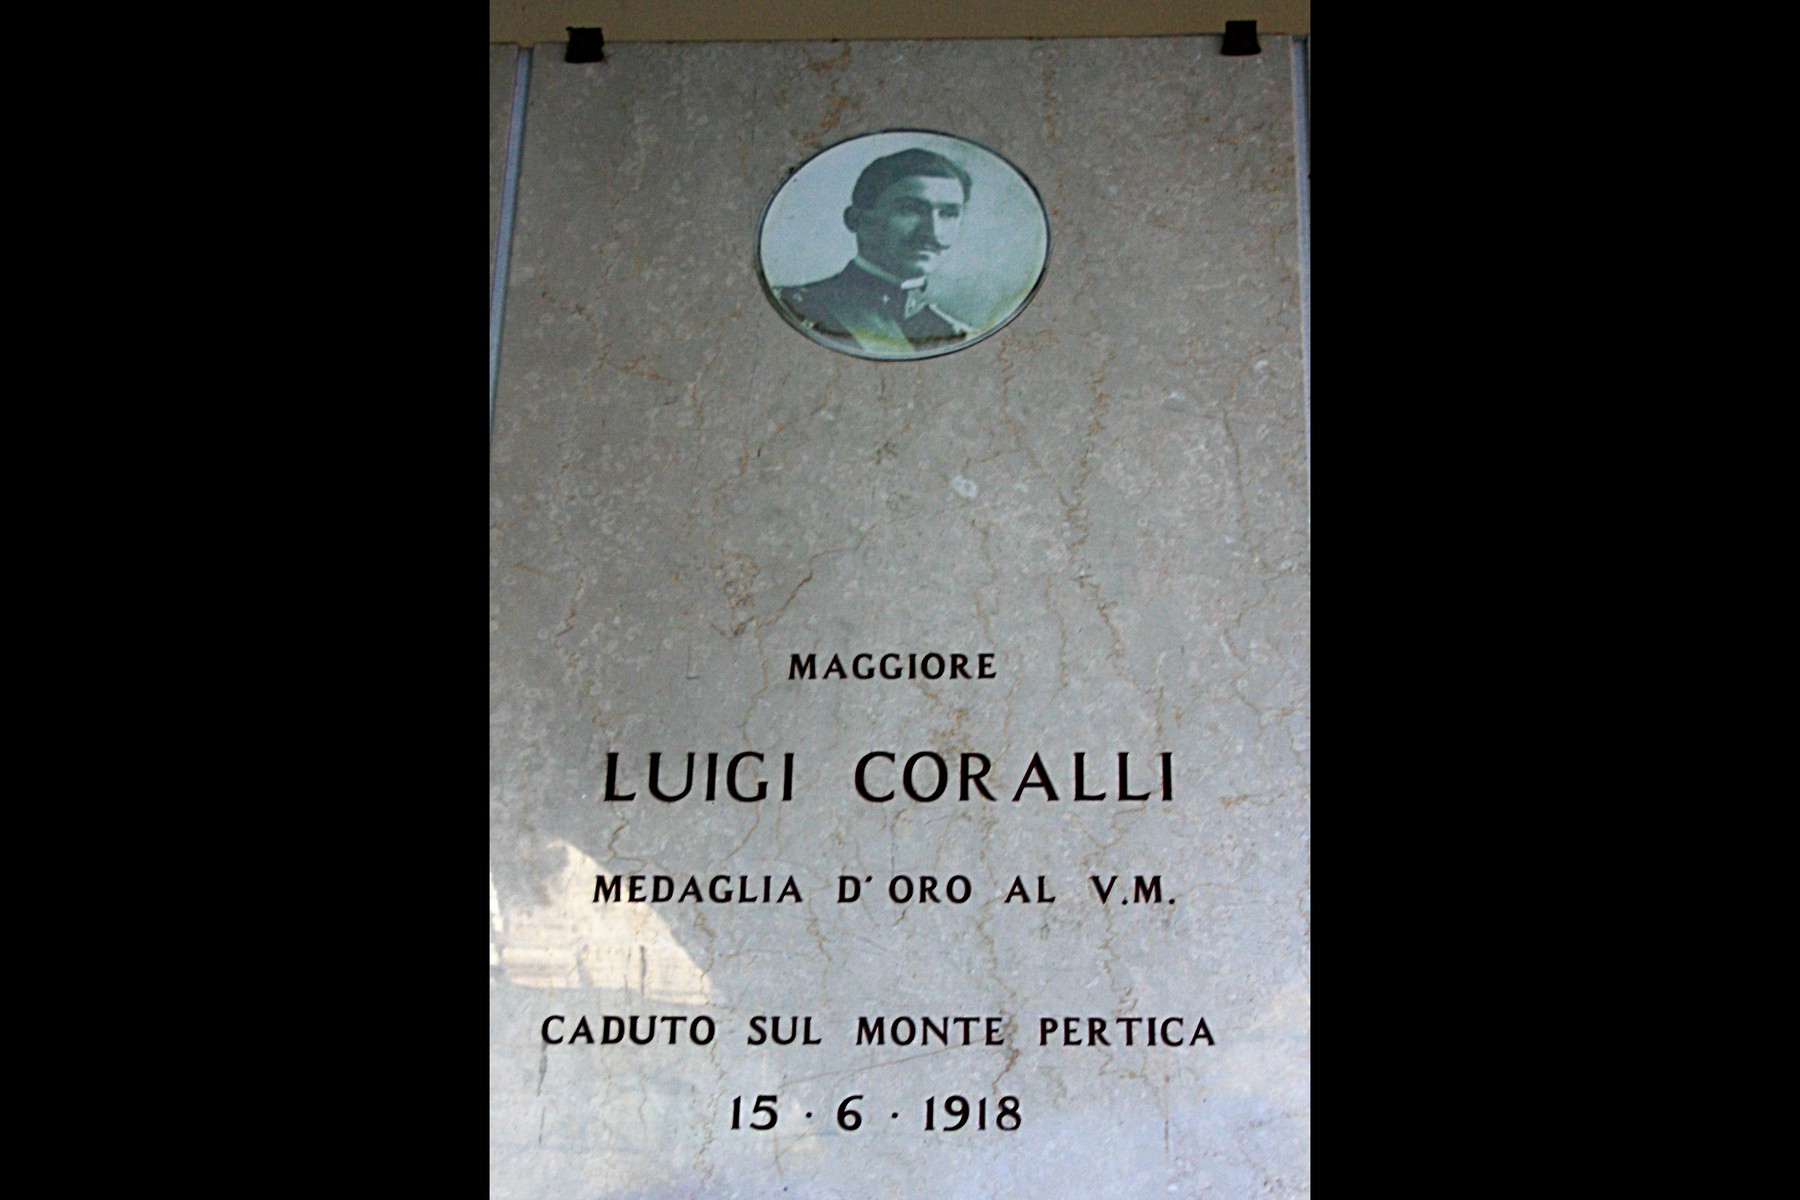 MAGGIORE
LUIGI CORALLI
MEDAGLIA D'ORO AL V.M.
CADUTO SUL MONTE PERTICA
15 · 6 · 1918